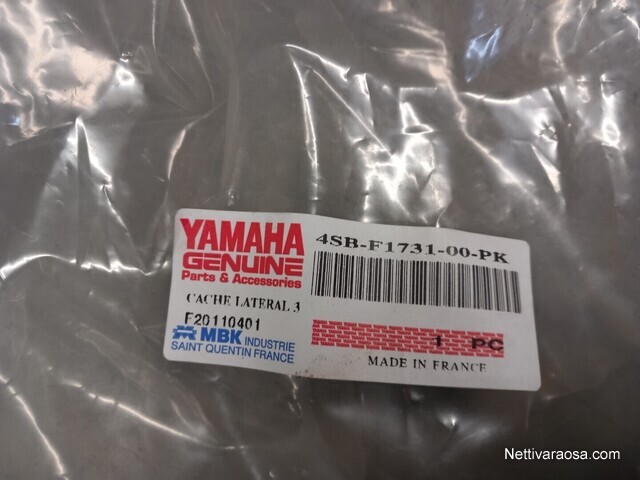 YAMAHA
GENUINE
Parts & Accessories
4SB-F1731-00-PK
CACHE LATERAL 3
F20110401
MBK INDUSTRIE
SAINT QUENTIN FRANCE
1 PC
MADE IN FRANCE
Nettivaraosa.com